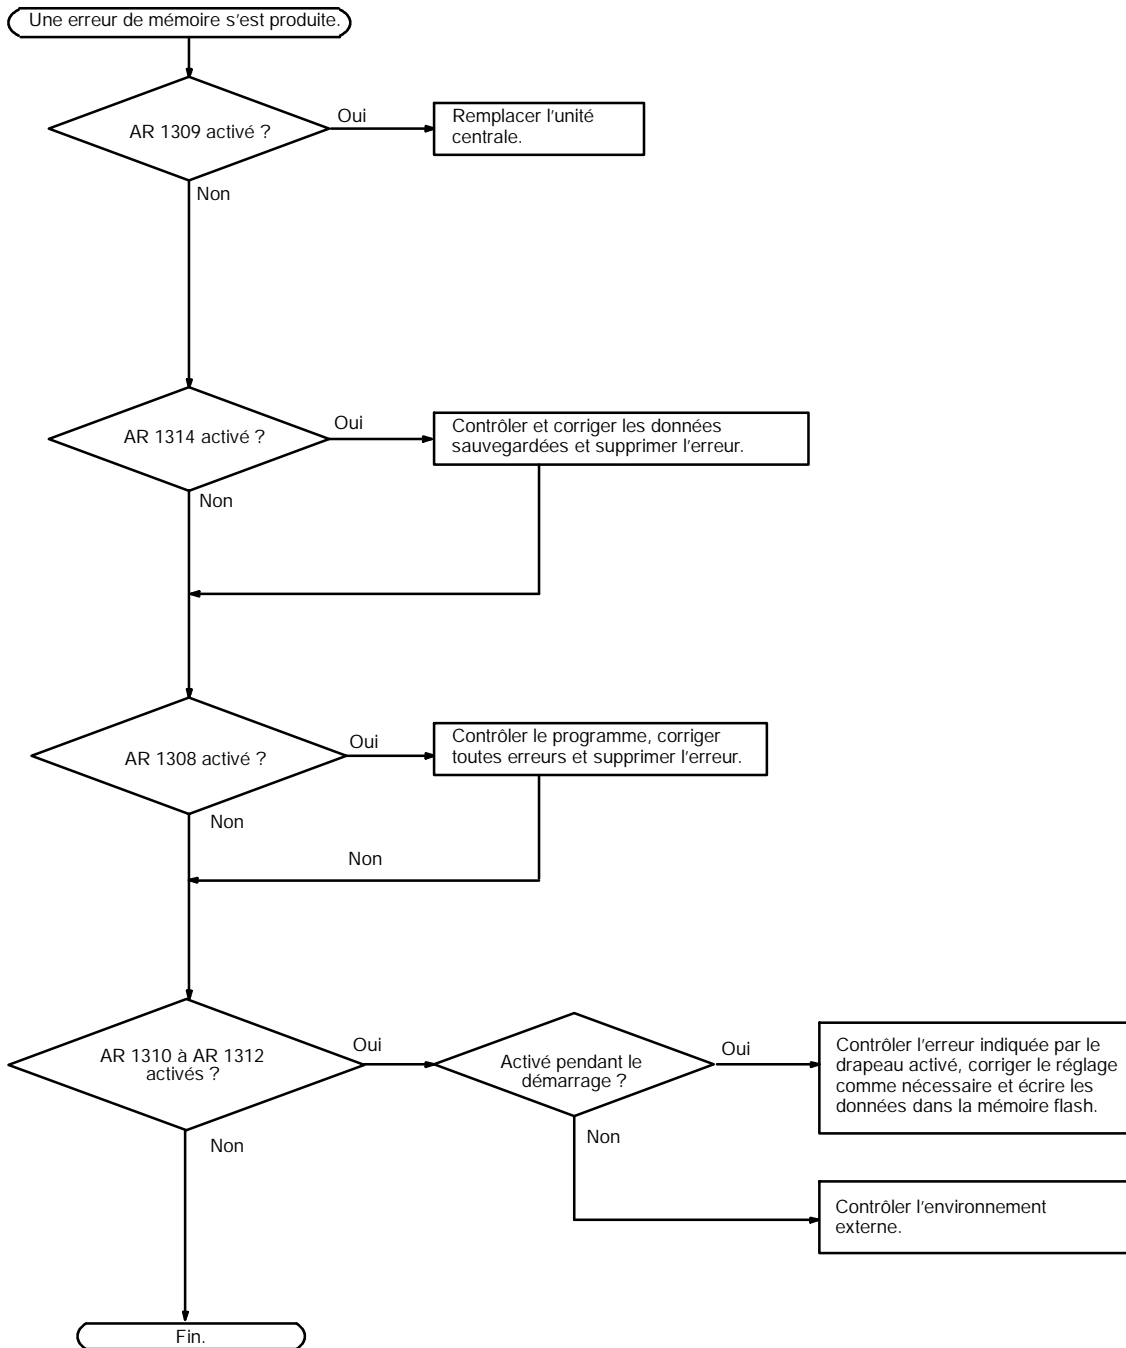 Une erreur de mémoire s'est produite.
AR 1309 activé ?
Oui
Remplacer l'unité
centrale.
Non
AR 1314 activé ?
Oui
Contrôler et corriger les données
sauvegardées et supprimer l'erreur.
Non
AR 1308 activé ?
Oui
Contrôler le programme, corriger
toutes erreurs et supprimer l'erreur.
Non
Non
AR 1310 à AR 1312
activés ?
Oui
Activé pendant le
démarrage ?
Oui
Contrôler l'erreur indiquée par le
drapeau activé, corriger le réglage
comme nécessaire et écrire les
données dans la mémoire flash.
Non
Non
Contrôler l'environnement
externe.
Fin.